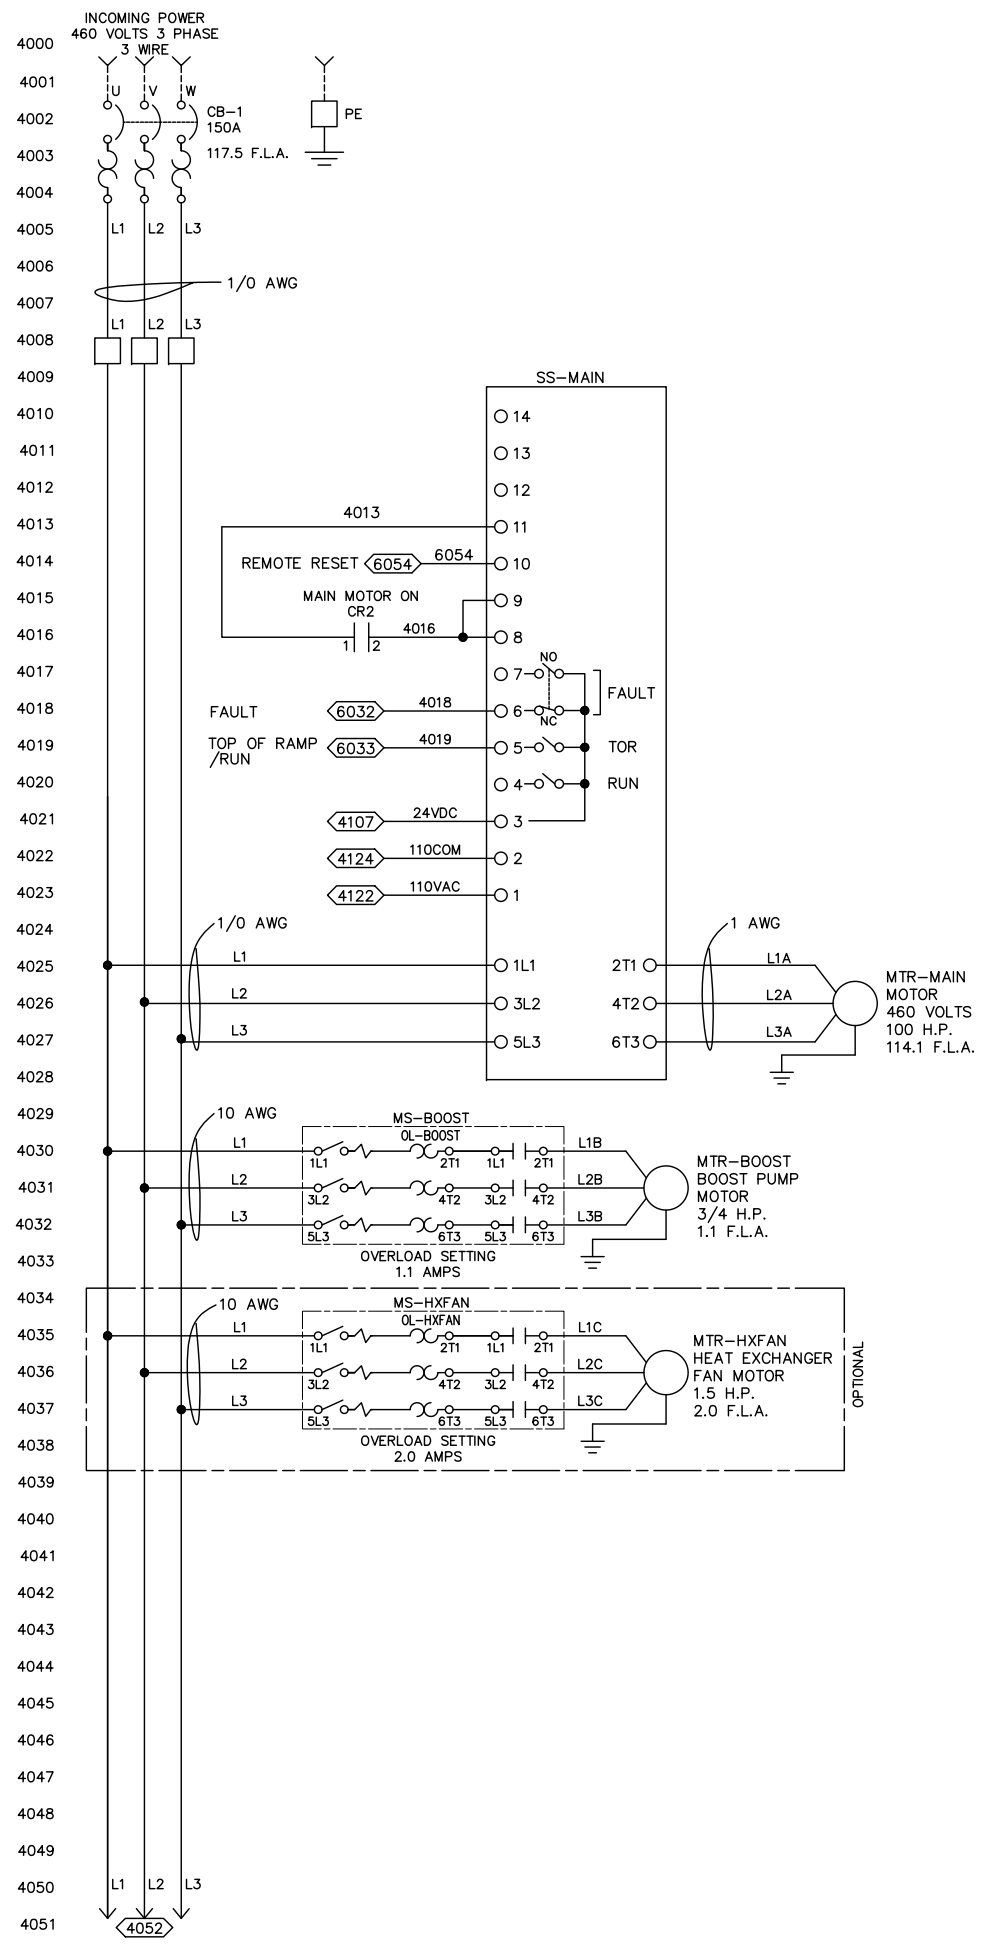 INCOMING POWER
460 VOLTS 3 PHASE
3 WIRE
4000
4001
U V W
4002
CB-1
150A
PE
4003
117.5 F.L.A.
4004
4005
L1 L2 L3
4006
1/0 AWG
4007
L1 L2 L3
4008
4009
SS-MAIN
4010
14
4011
13
4012
12
4013
4013
11
4014
REMOTE RESET 6054 6054
10
4015
9
MAIN MOTOR ON
CR2
4016
1 2 4016
8
4017
7 NO
FAULT
4018
FAULT 6032 4018
6 NC
4019
TOP OF RAMP
/RUN
6033 4019
5 TOR
4020
4 RUN
4021
4107 24VDC
3
4022
4124 110COM
2
4023
4122 110VAC
1
4024
1/0 AWG
1 AWG
4025
L1 1L1 2T1 L1A
4026
L2 3L2 4T2 L2A
4027
L3 5L3 6T3 L3A
MTR-MAIN
MOTOR
460 VOLTS
100 H.P.
114.1 F.L.A.
4028
4029
10 AWG
MS-BOOST
OL-BOOST
4030
L1 1L1 2T1 1L1 2T1 L1B
4031
L2 3L2 4T2 3L2 4T2 L2B
4032
L3 5L3 6T3 5L3 6T3 L3B
MTR-BOOST
BOOST PUMP
MOTOR
3/4 H.P.
1.1 F.L.A.
4033
OVERLOAD SETTING
1.1 AMPS
4034
10 AWG
MS-HXFAN
OL-HXFAN
4035
L1 1L1 2T1 1L1 2T1 L1C
4036
L2 3L2 4T2 3L2 4T2 L2C
4037
L3 5L3 6T3 5L3 6T3 L3C
MTR-HXFAN
HEAT EXCHANGER
FAN MOTOR
1.5 H.P.
2.0 F.L.A.
OPTIONAL
4038
OVERLOAD SETTING
2.0 AMPS
4039
4040
4041
4042
4043
4044
4045
4046
4047
4048
4049
4050
L1 L2 L3
4051
4052